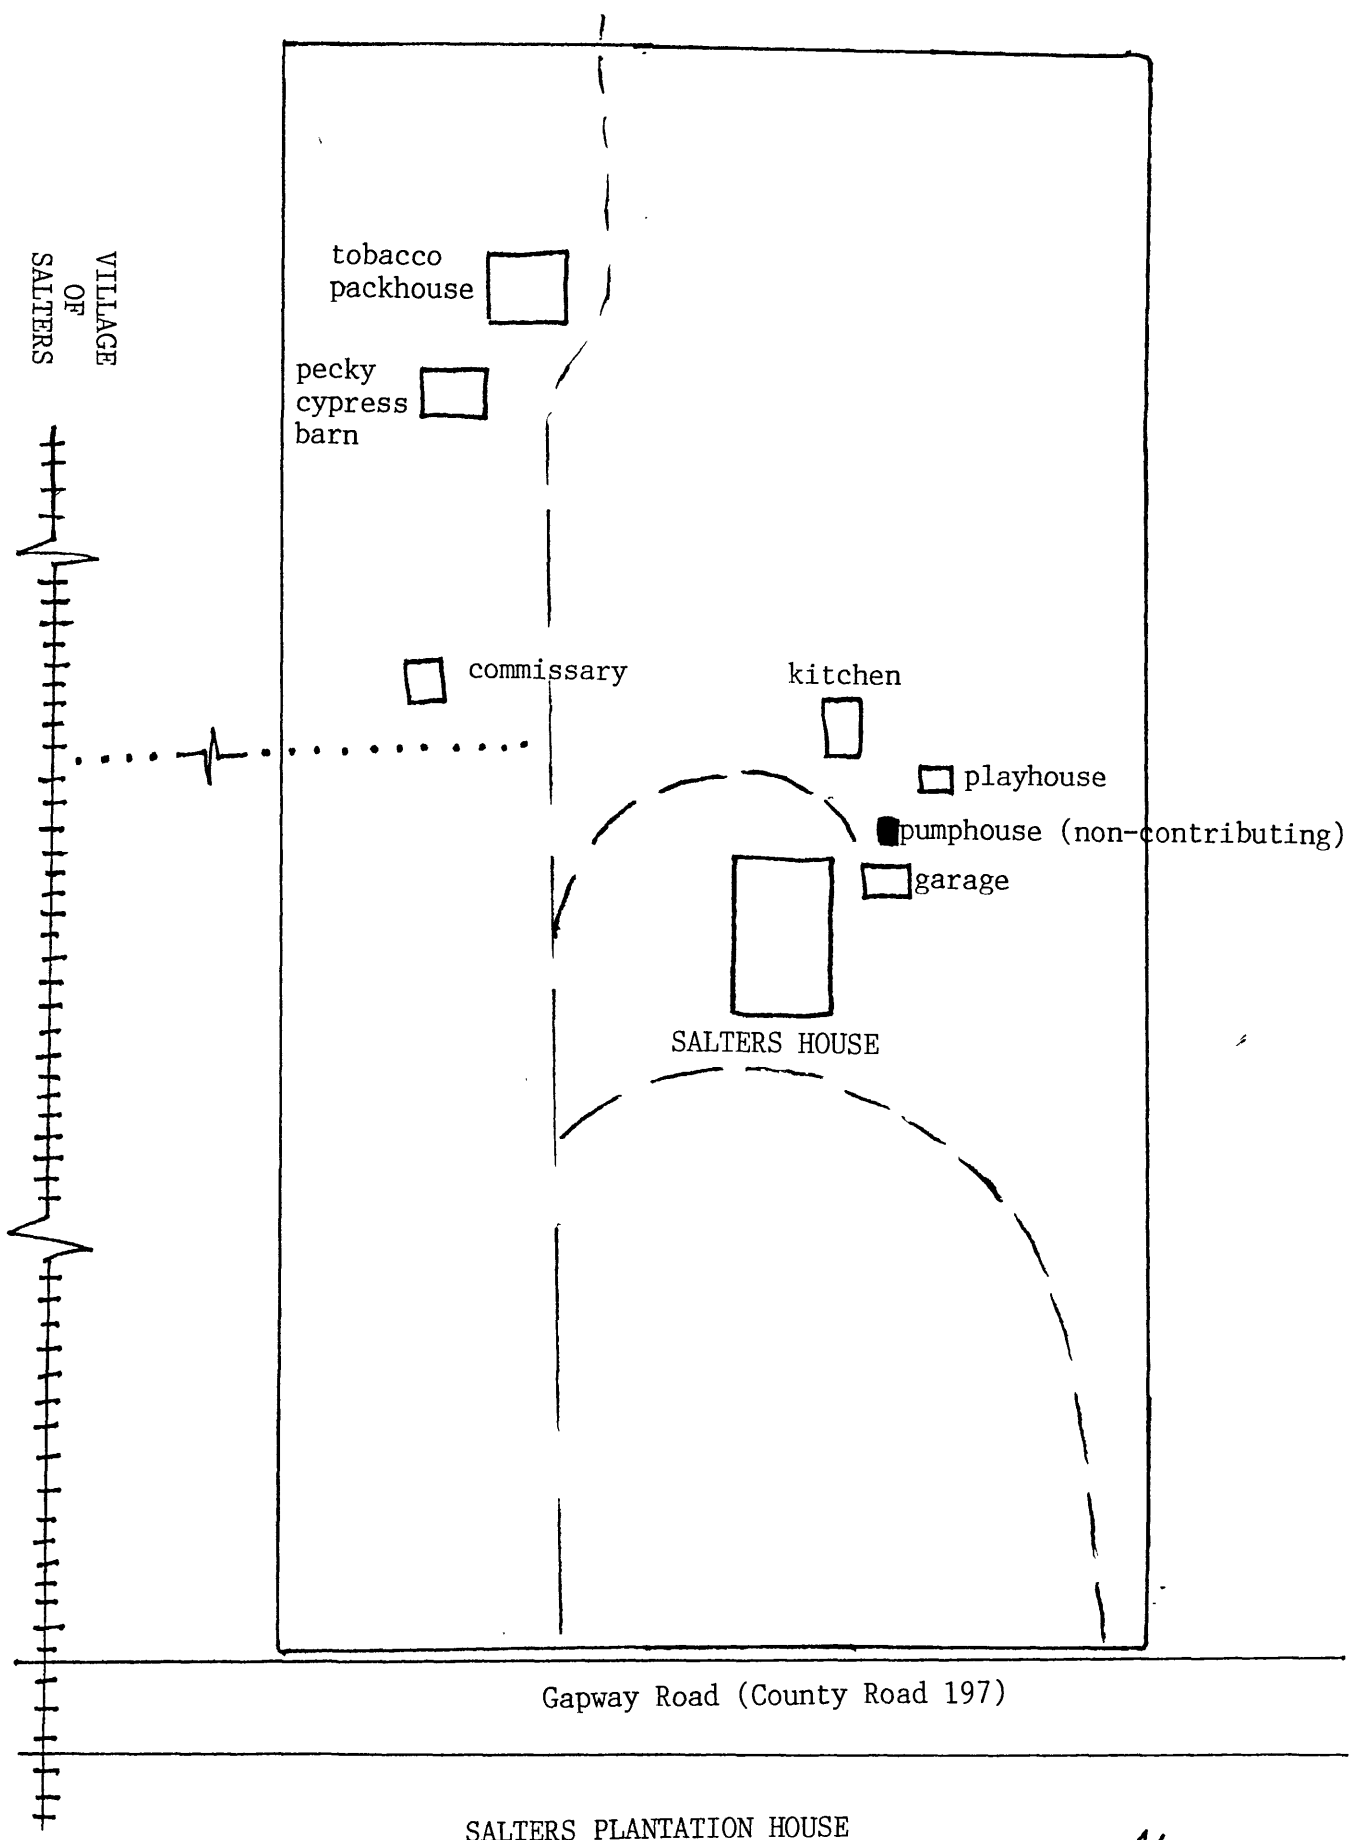 VILLAGE
OF
SALTERS
tobacco
packhouse
pecky
cypress
barn
commissary
kitchen
playhouse
pumphouse (non-contributing)
garage
SALTERS HOUSE
Gapway Road (County Road 197)
SALTERS PLANTATION HOUSE